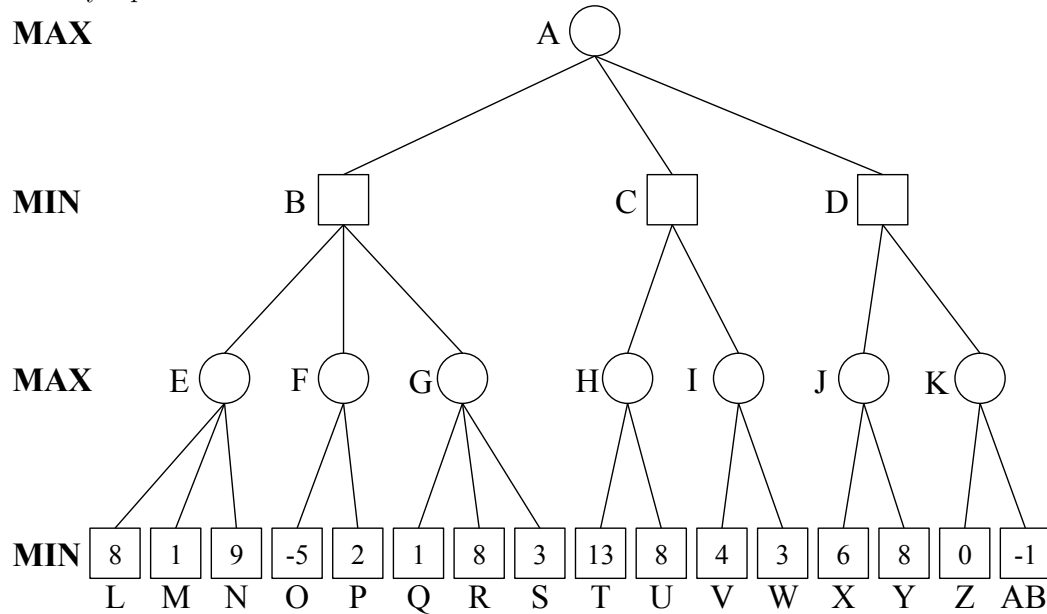 MAX A
MIN B C D
MAX E F G H I J K
MIN 8 1 9 -5 2 1 8 3 13 8 4 3 6 8 0 -1
L M N O P Q R S T U V W X Y Z AB